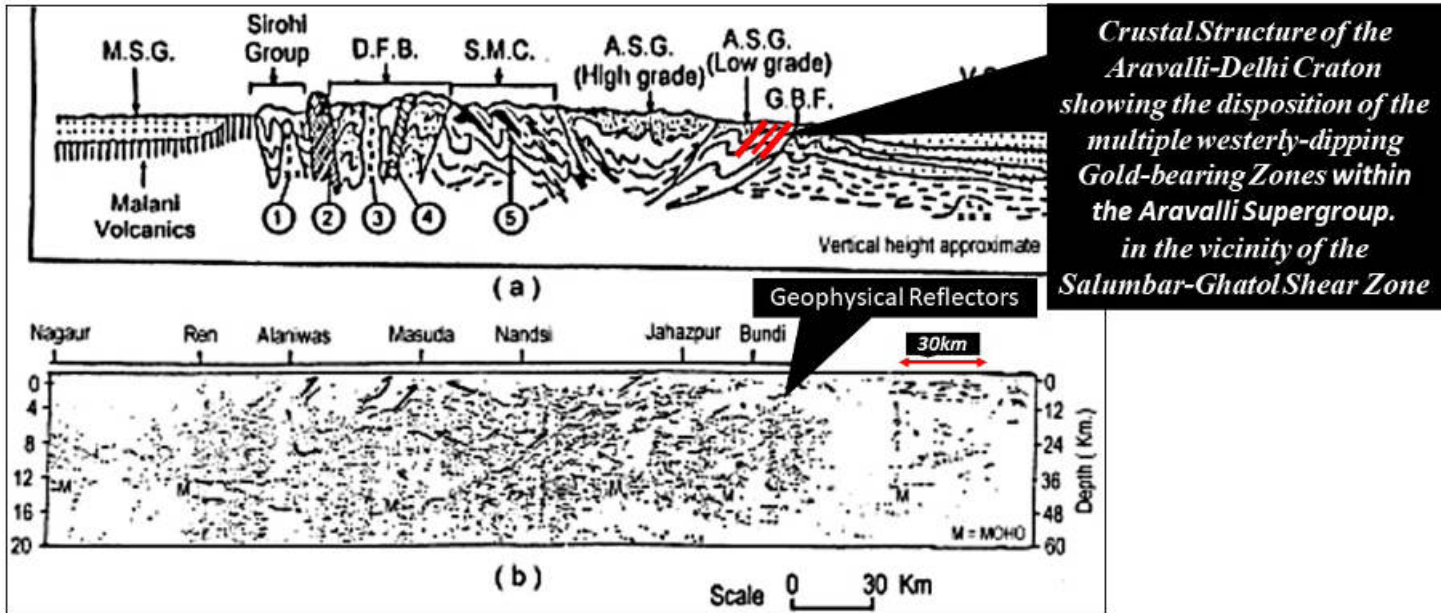 Sirohi
Group
M.S.G.
D.F.B.
S.M.C.
A.S.G.
(High grade)
A.S.G.
(Low grade)
G.B.F.
Malani
Volcanics
1 2 3 4 5
Vertical height approximate
(a)
Crustal Structure of the
Aravalli-Delhi Craton
showing the disposition of the
multiple westerly-dipping
Gold-bearing Zones within
the Aravalli Supergroup.
in the vicinity of the
Salumbar-Ghatol Shear Zone
Geophysical Reflectors
Nagaur Ren Alaniwas Masuda Nandsi Jahazpur Bundi
30km
0
4
8
12
16
20
M M M M M M
0
12
24
36
48
60
Depth (Km.)
M = MOHO
(b)
Scale 0 30 Km